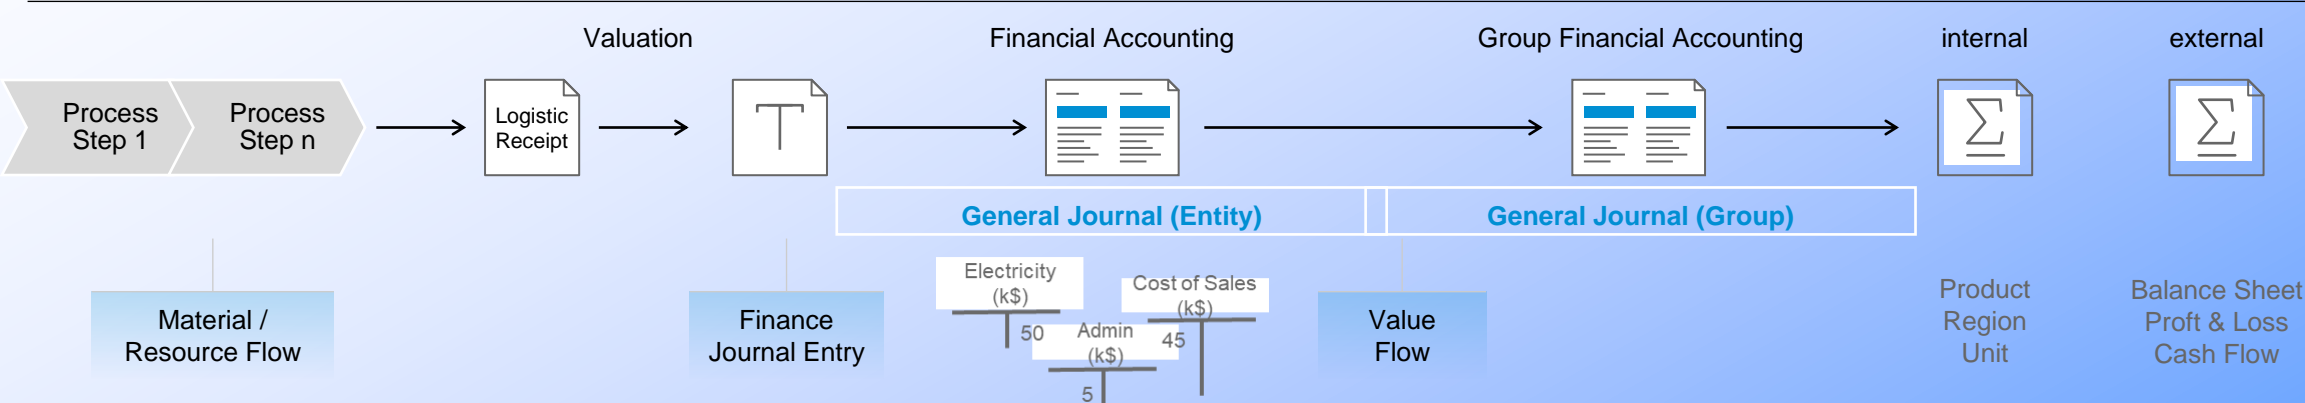 Valuation
Financial Accounting
Group Financial Accounting
internal
external
Process
Step 1
Process
Step n
Logistic
Receipt
T
Σ
Σ
General Journal (Entity)
General Journal (Group)
Material /
Resource Flow
Finance
Journal Entry
Electricity
(k$)
50
Admin
(k$)
5
Cost of Sales
(k$)
45
Value
Flow
Product
Region
Unit
Balance Sheet
Proft & Loss
Cash Flow